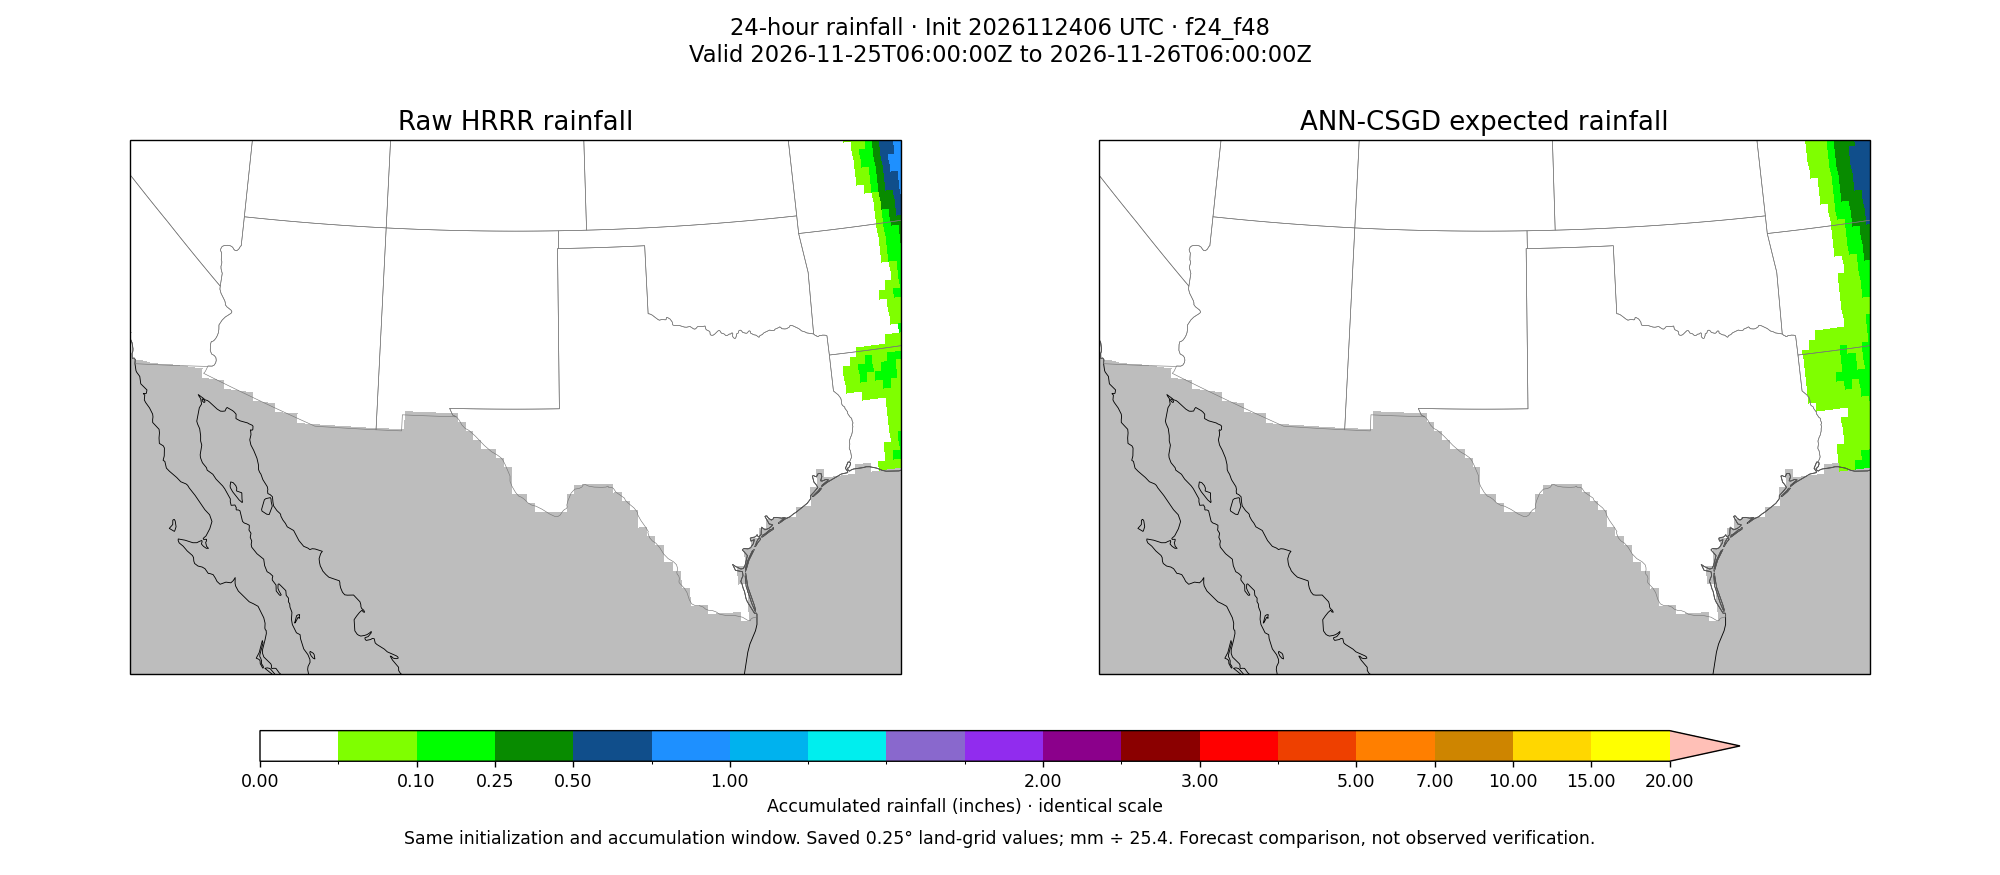 24-hour rainfall · Init 2026112406 UTC · f24_f48
Valid 2026-11-25T06:00:00Z to 2026-11-26T06:00:00Z
Raw HRRR rainfall
ANN-CSGD expected rainfall
0.00 0.10 0.25 0.50 1.00 2.00 3.00 5.00 7.00 10.00 15.00 20.00
Accumulated rainfall (inches) · identical scale
Same initialization and accumulation window. Saved 0.25° land-grid values; mm ÷ 25.4. Forecast comparison, not observed verification.